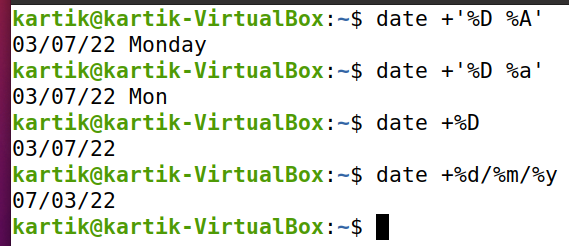 kartik@kartik-VirtualBox:~$ date +'%D %A'
03/07/22 Monday
kartik@kartik-VirtualBox:~$ date +'%D %a'
03/07/22 Mon
kartik@kartik-VirtualBox:~$ date +%D
03/07/22
kartik@kartik-VirtualBox:~$ date +%d/%m/%y
07/03/22
kartik@kartik-VirtualBox:~$